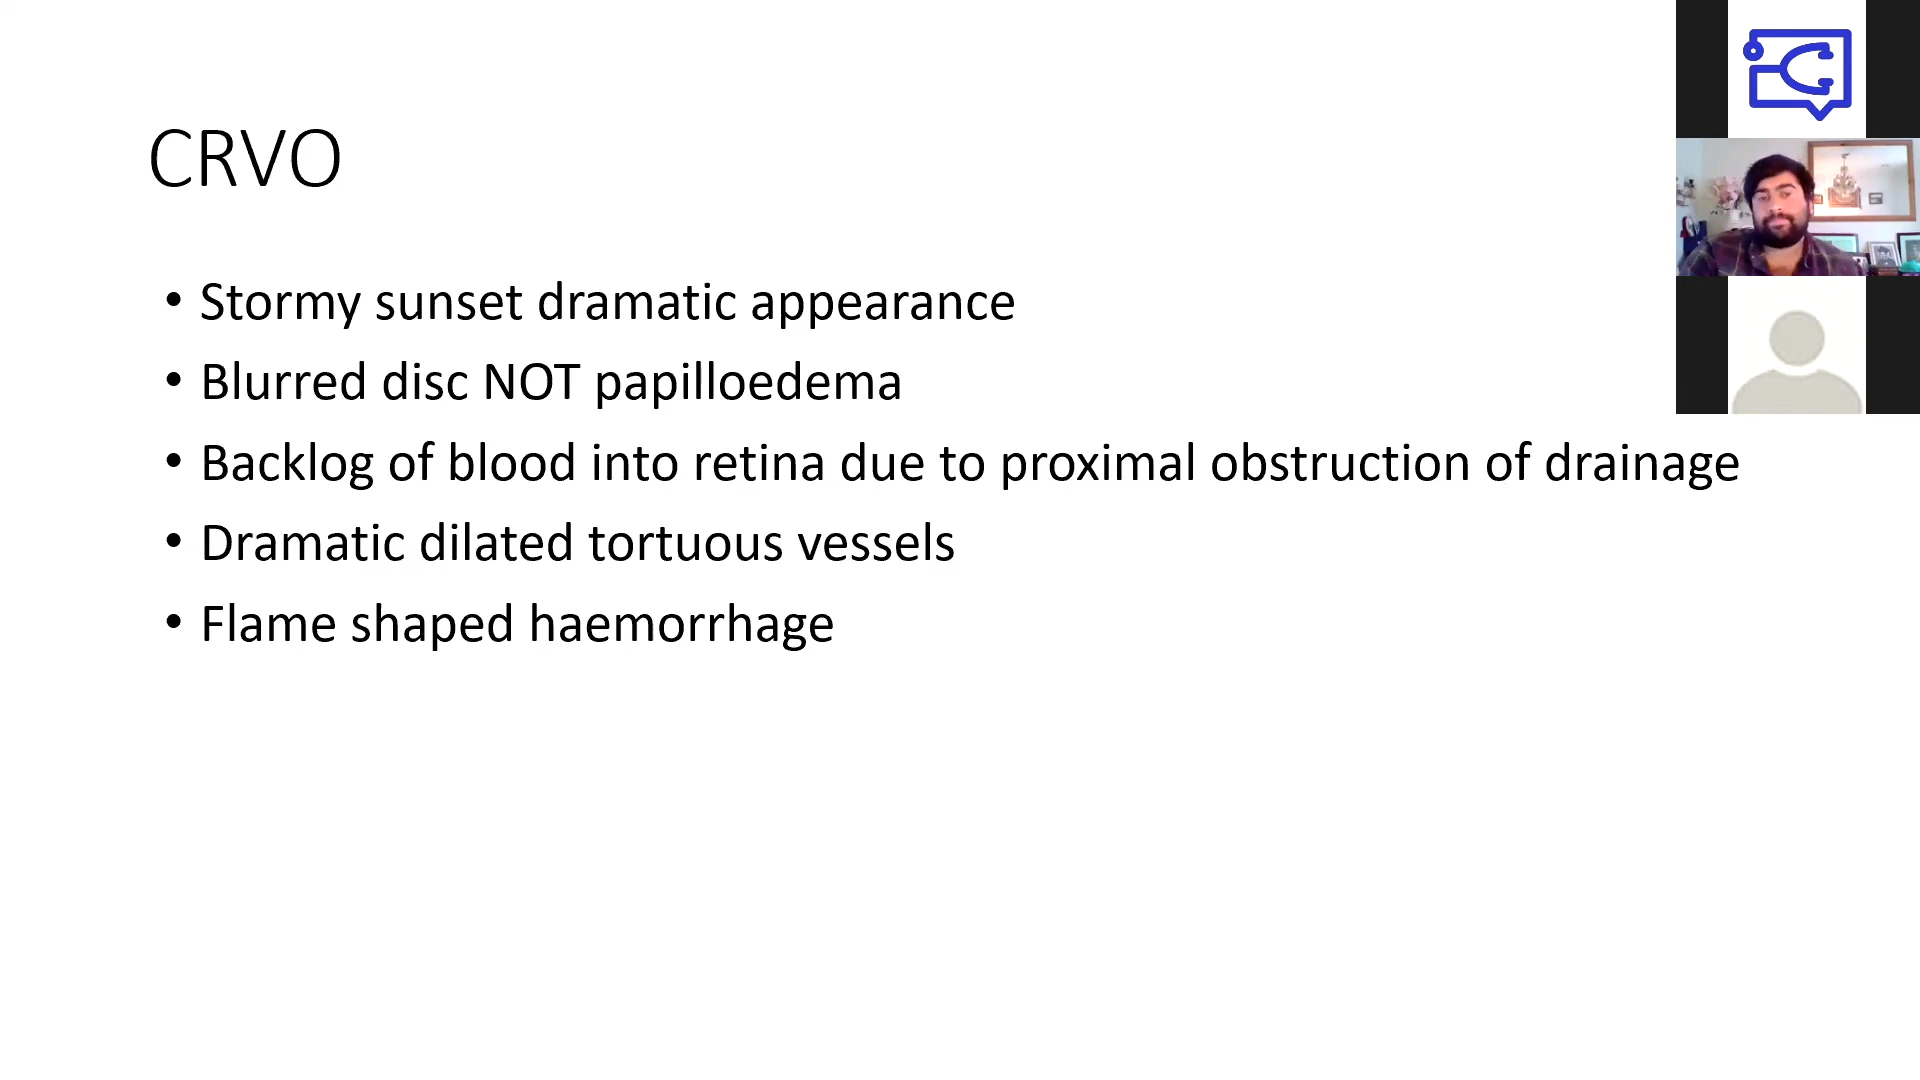 CRVO
• Stormy sunset dramatic appearance
• Blurred disc NOT papilloedema
• Backlog of blood into retina due to proximal obstruction of drainage
• Dramatic dilated tortuous vessels
• Flame shaped haemorrhage